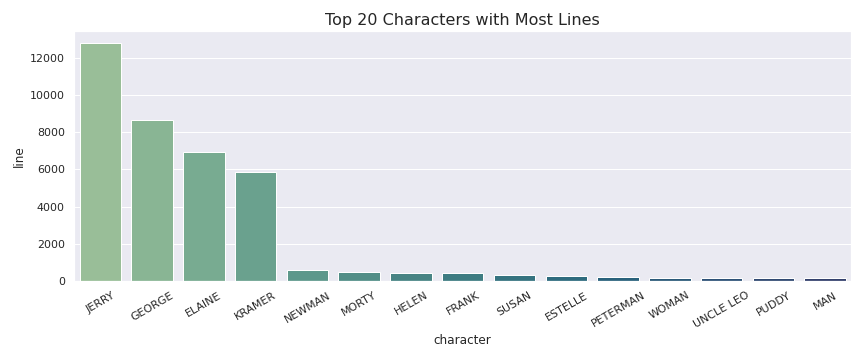 Top 20 Characters with Most Lines
line
12000
10000
8000
6000
4000
2000
0
JERRY
GEORGE
ELAINE
KRAMER
NEWMAN
MORTY
HELEN
FRANK
SUSAN
ESTELLE
PETERMAN
WOMAN
UNCLE LEO
PUDDY
MAN
character